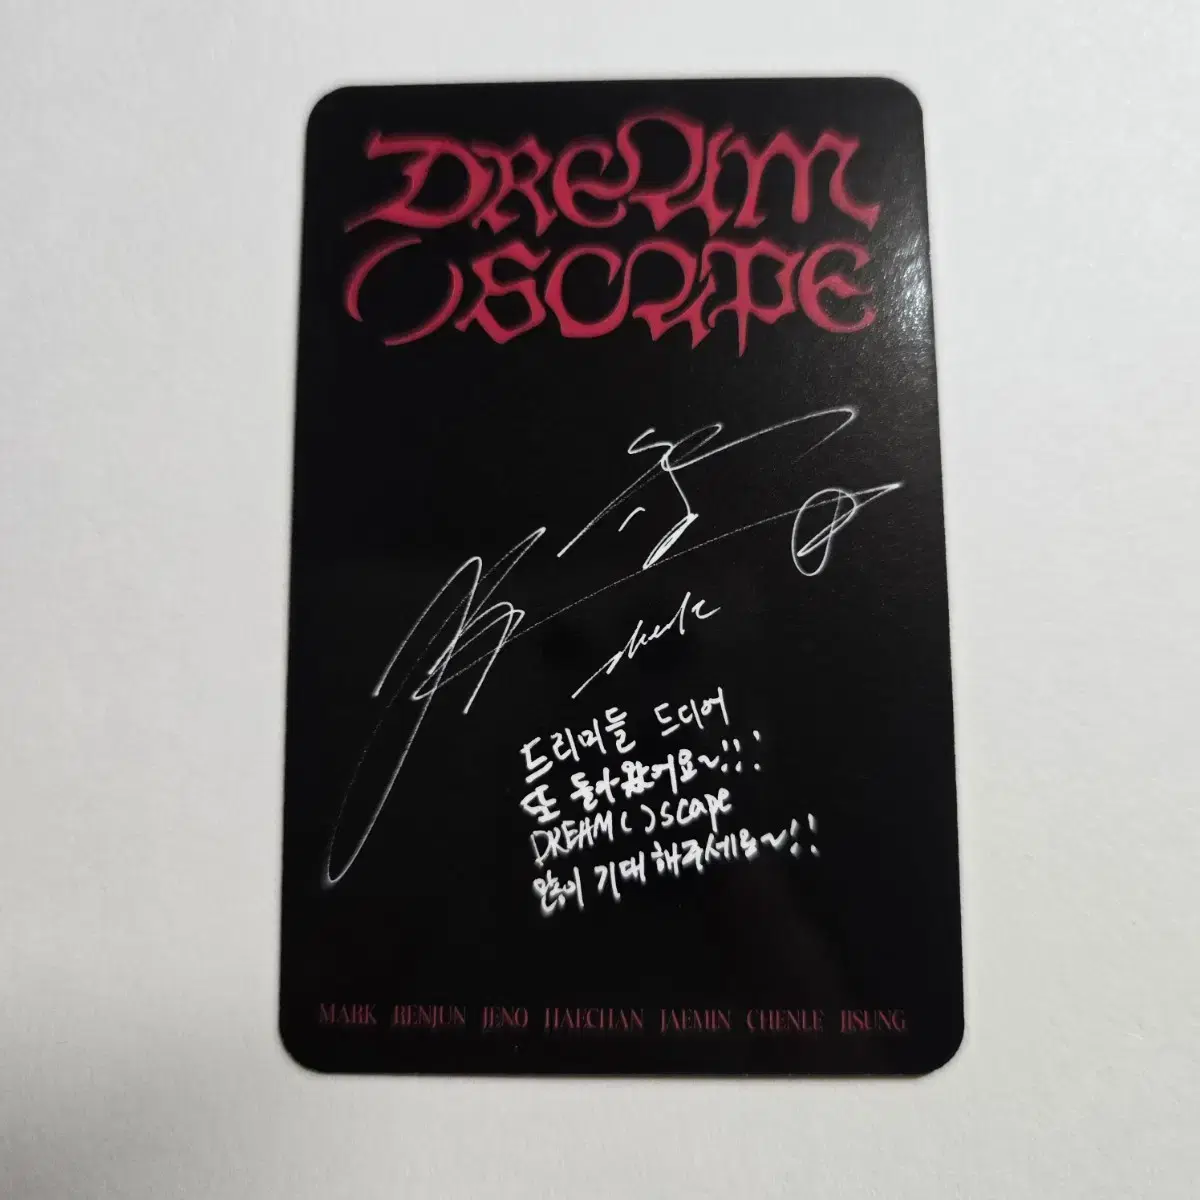 DREAM
( )SCAPE
드리머들 드디어
또 돌아왔어요~!!!
DREAM( )scape
많이 기대해주세요~!!
MARK RENJUN JENO HAECHAN JAEMIN CHENLE JISUNG